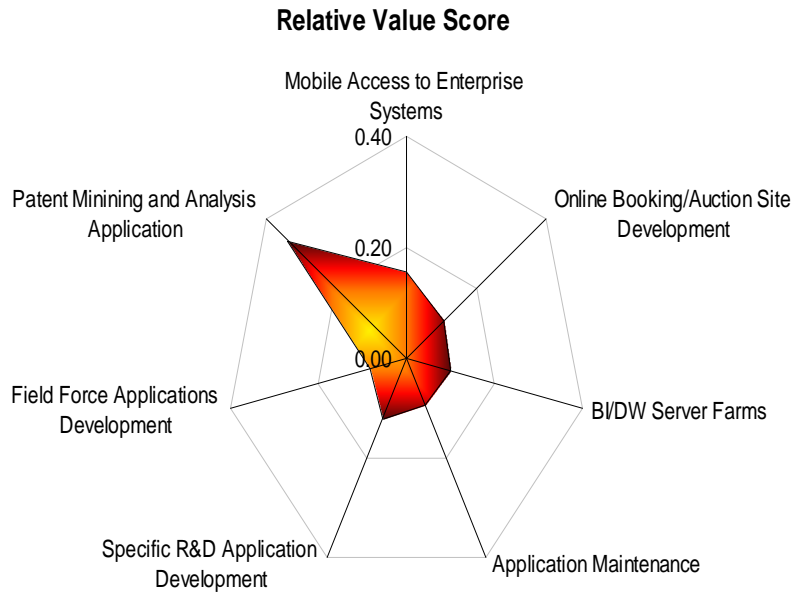 Relative Value Score
Mobile Access to Enterprise
Systems
0.40
Patent Minining and Analysis
Application
Online Booking/Auction Site
Development
0.20
0.00
Field Force Applications
Development
BI/DW Server Farms
Specific R&D Application
Development
Application Maintenance